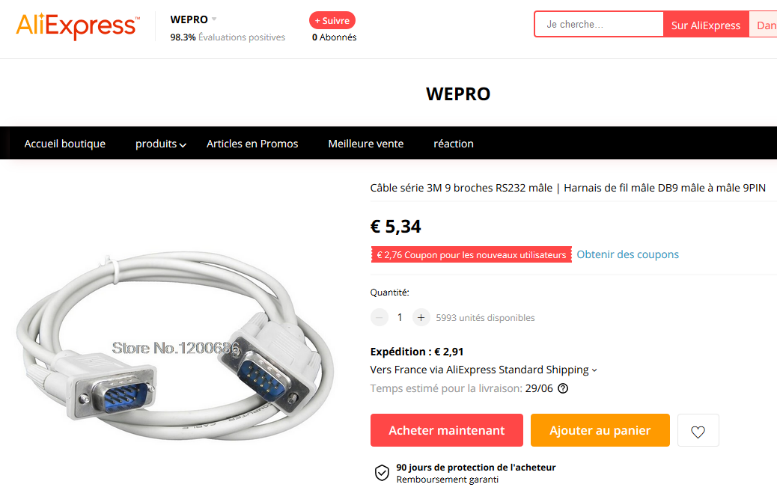 AliExpress™
WEPRO
+ Suivre
98.3% Évaluations positives
0 Abonnés
Je cherche...
Sur AliExpress
Dan
WEPRO
Accueil boutique
produits
Articles en Promos
Meilleure vente
réaction
Câble série 3M 9 broches RS232 mâle | Harnais de fil mâle DB9 mâle à mâle 9PIN
€ 5,34
€ 2,76 Coupon pour les nouveaux utilisateurs
Obtenir des coupons
Quantité:
− 1 + 5993 unités disponibles
Store No.1200686
Expédition : € 2,91
Vers France via AliExpress Standard Shipping
Temps estimé pour la livraison: 29/06
Acheter maintenant
Ajouter au panier
90 jours de protection de l'acheteur
Remboursement garanti